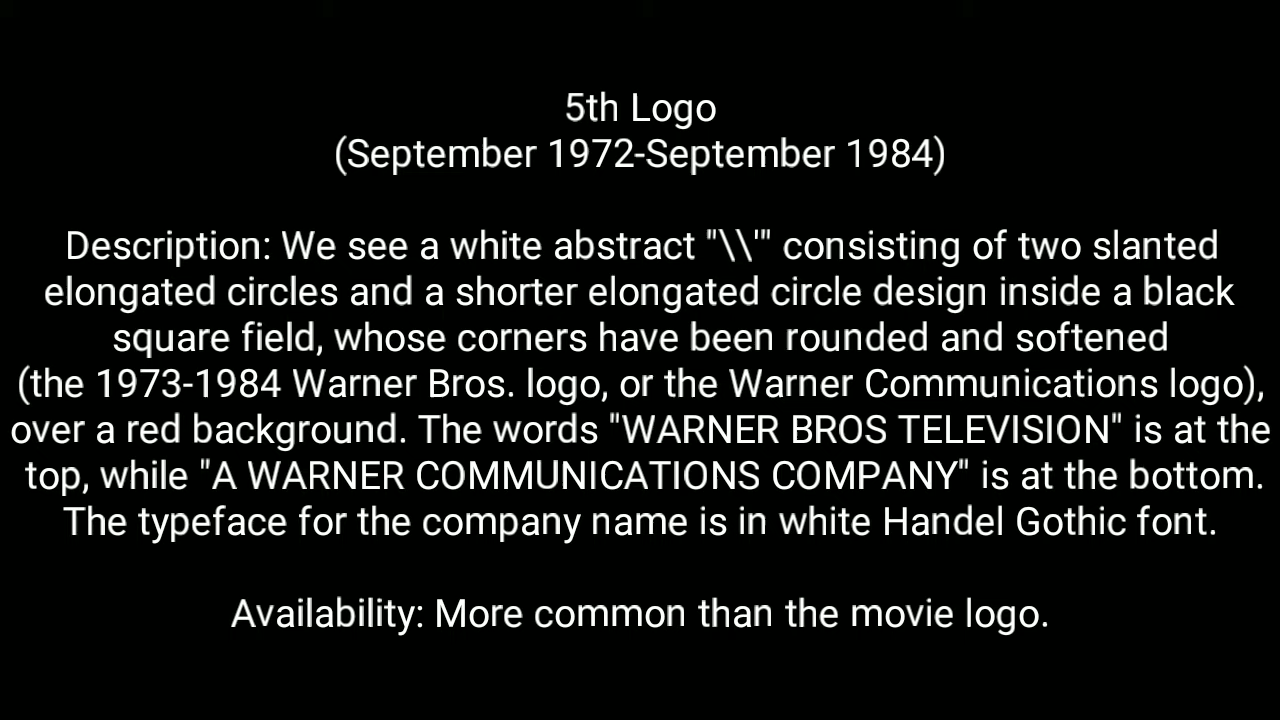 5th Logo
(September 1972-September 1984)
Description: We see a white abstract "\\'" consisting of two slanted
elongated circles and a shorter elongated circle design inside a black
square field, whose corners have been rounded and softened
(the 1973-1984 Warner Bros. logo, or the Warner Communications logo),
over a red background. The words "WARNER BROS TELEVISION" is at the
top, while "A WARNER COMMUNICATIONS COMPANY" is at the bottom.
The typeface for the company name is in white Handel Gothic font.
Availability: More common than the movie logo.